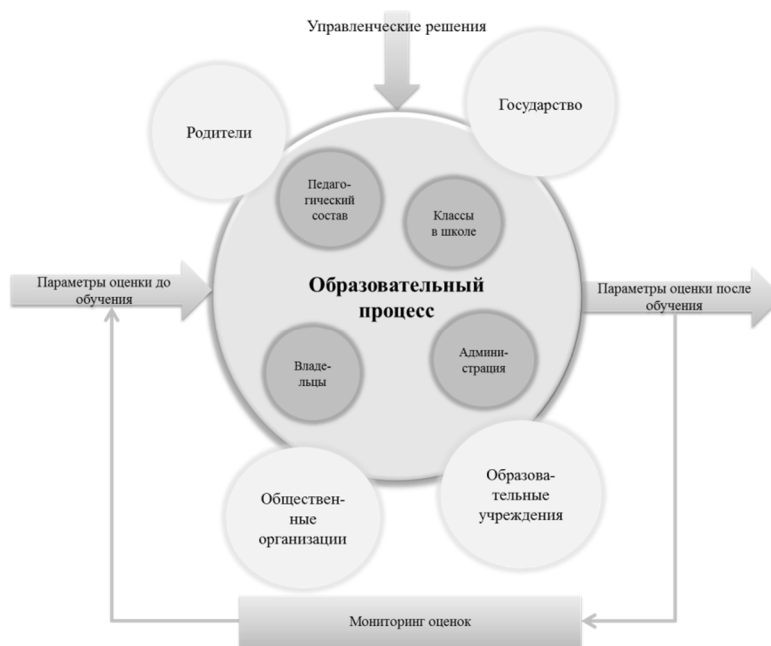 Управленческие решения
Государство
Родители
Педаго-
гический
состав
Классы
в школе
Параметры оценки до
обучения
Образовательный
процесс
Параметры оценки после
обучения
Владе-
льцы
Админи-
страция
Обществен-
ные
организации
Образова-
тельные
учреждения
Мониторинг оценок